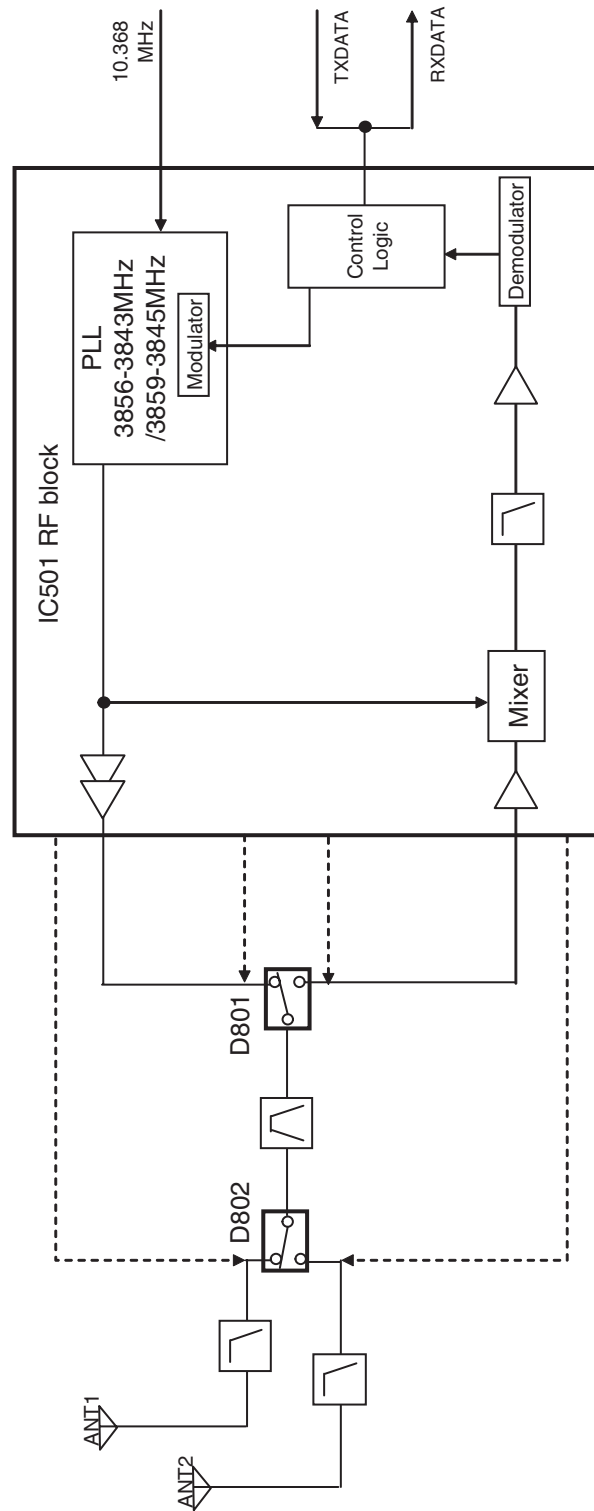 10.368
MHz
TXDATA
RXDATA
IC501 RF block
PLL
3856-3843MHz
/3859-3845MHz
Modulator
Control
Logic
Demodulator
Mixer
D801
D802
ANT1
ANT2